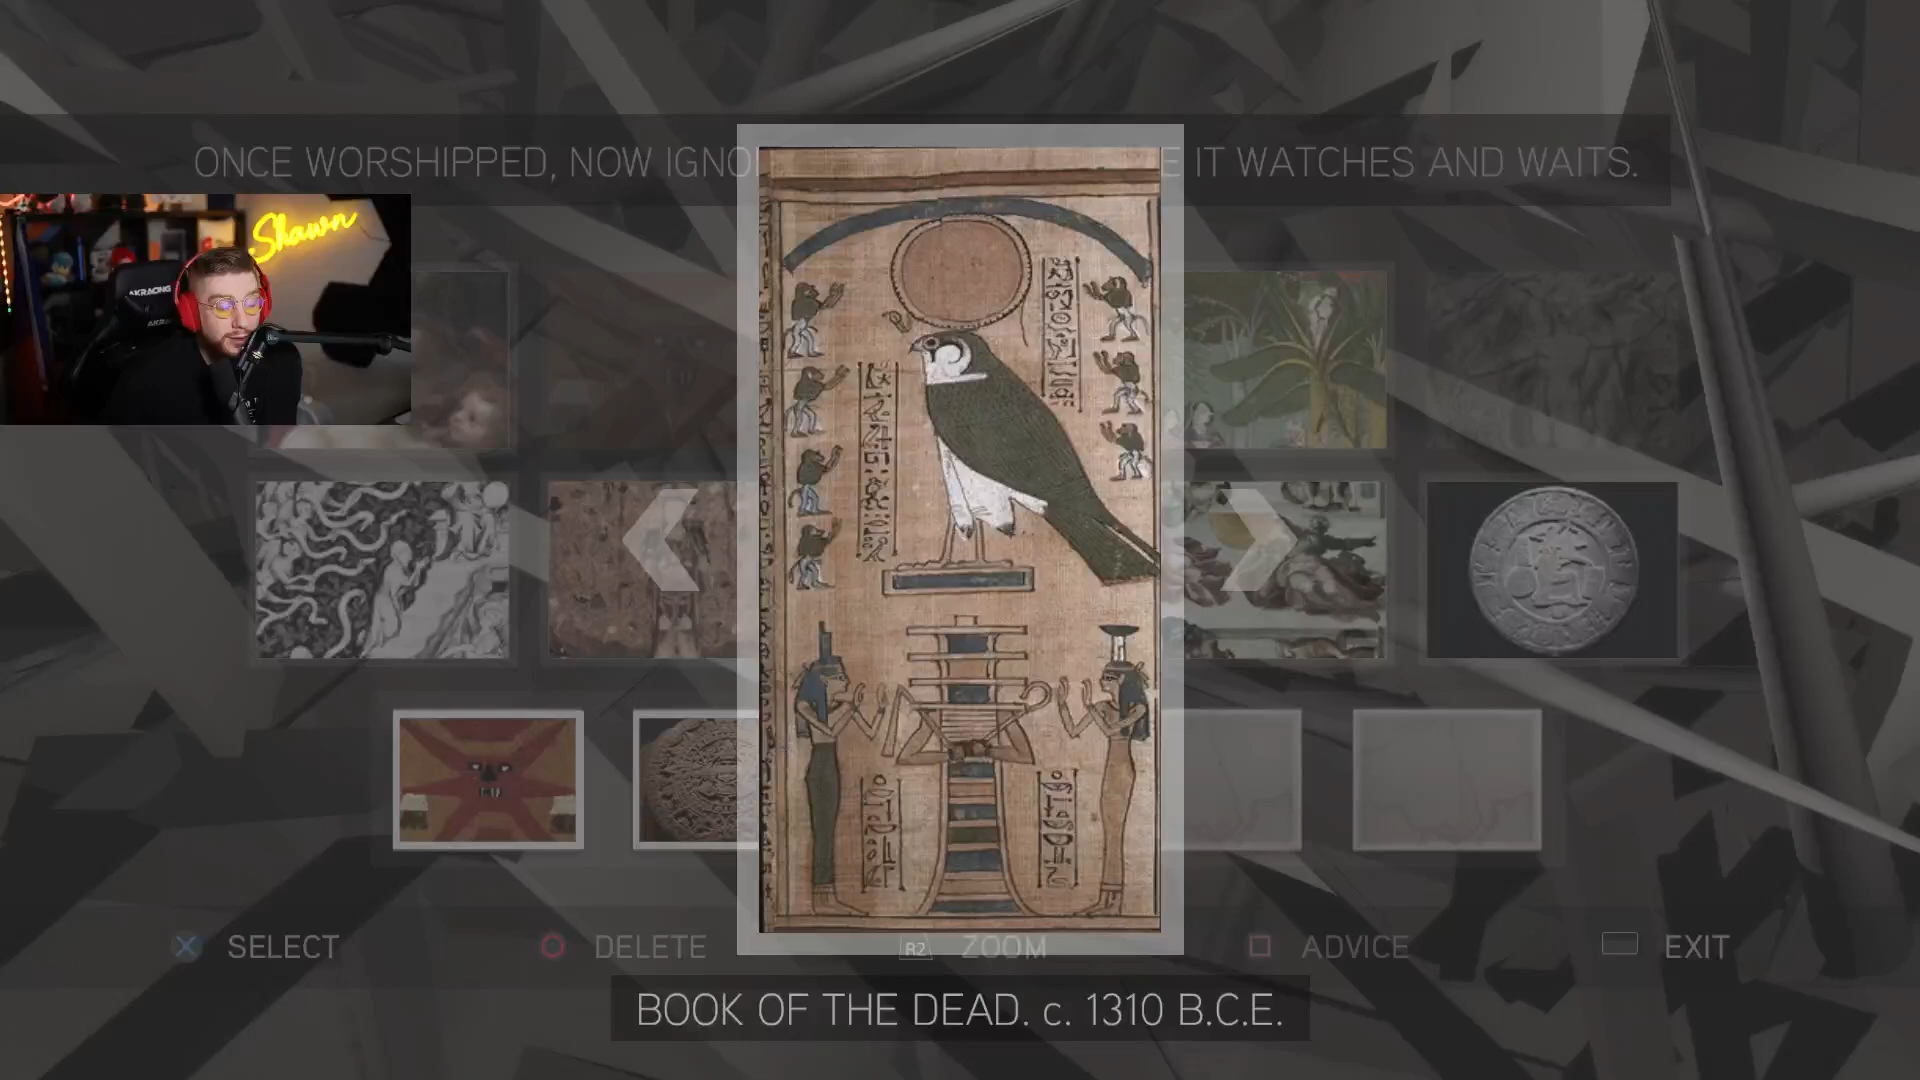 ONCE WORSHIPPED, NOW IGNO
E IT WATCHES AND WAITS.
Shawn
AKRACING
SELECT
DELETE
R2 ZOOM
ADVICE
EXIT
BOOK OF THE DEAD. c. 1310 B.C.E.